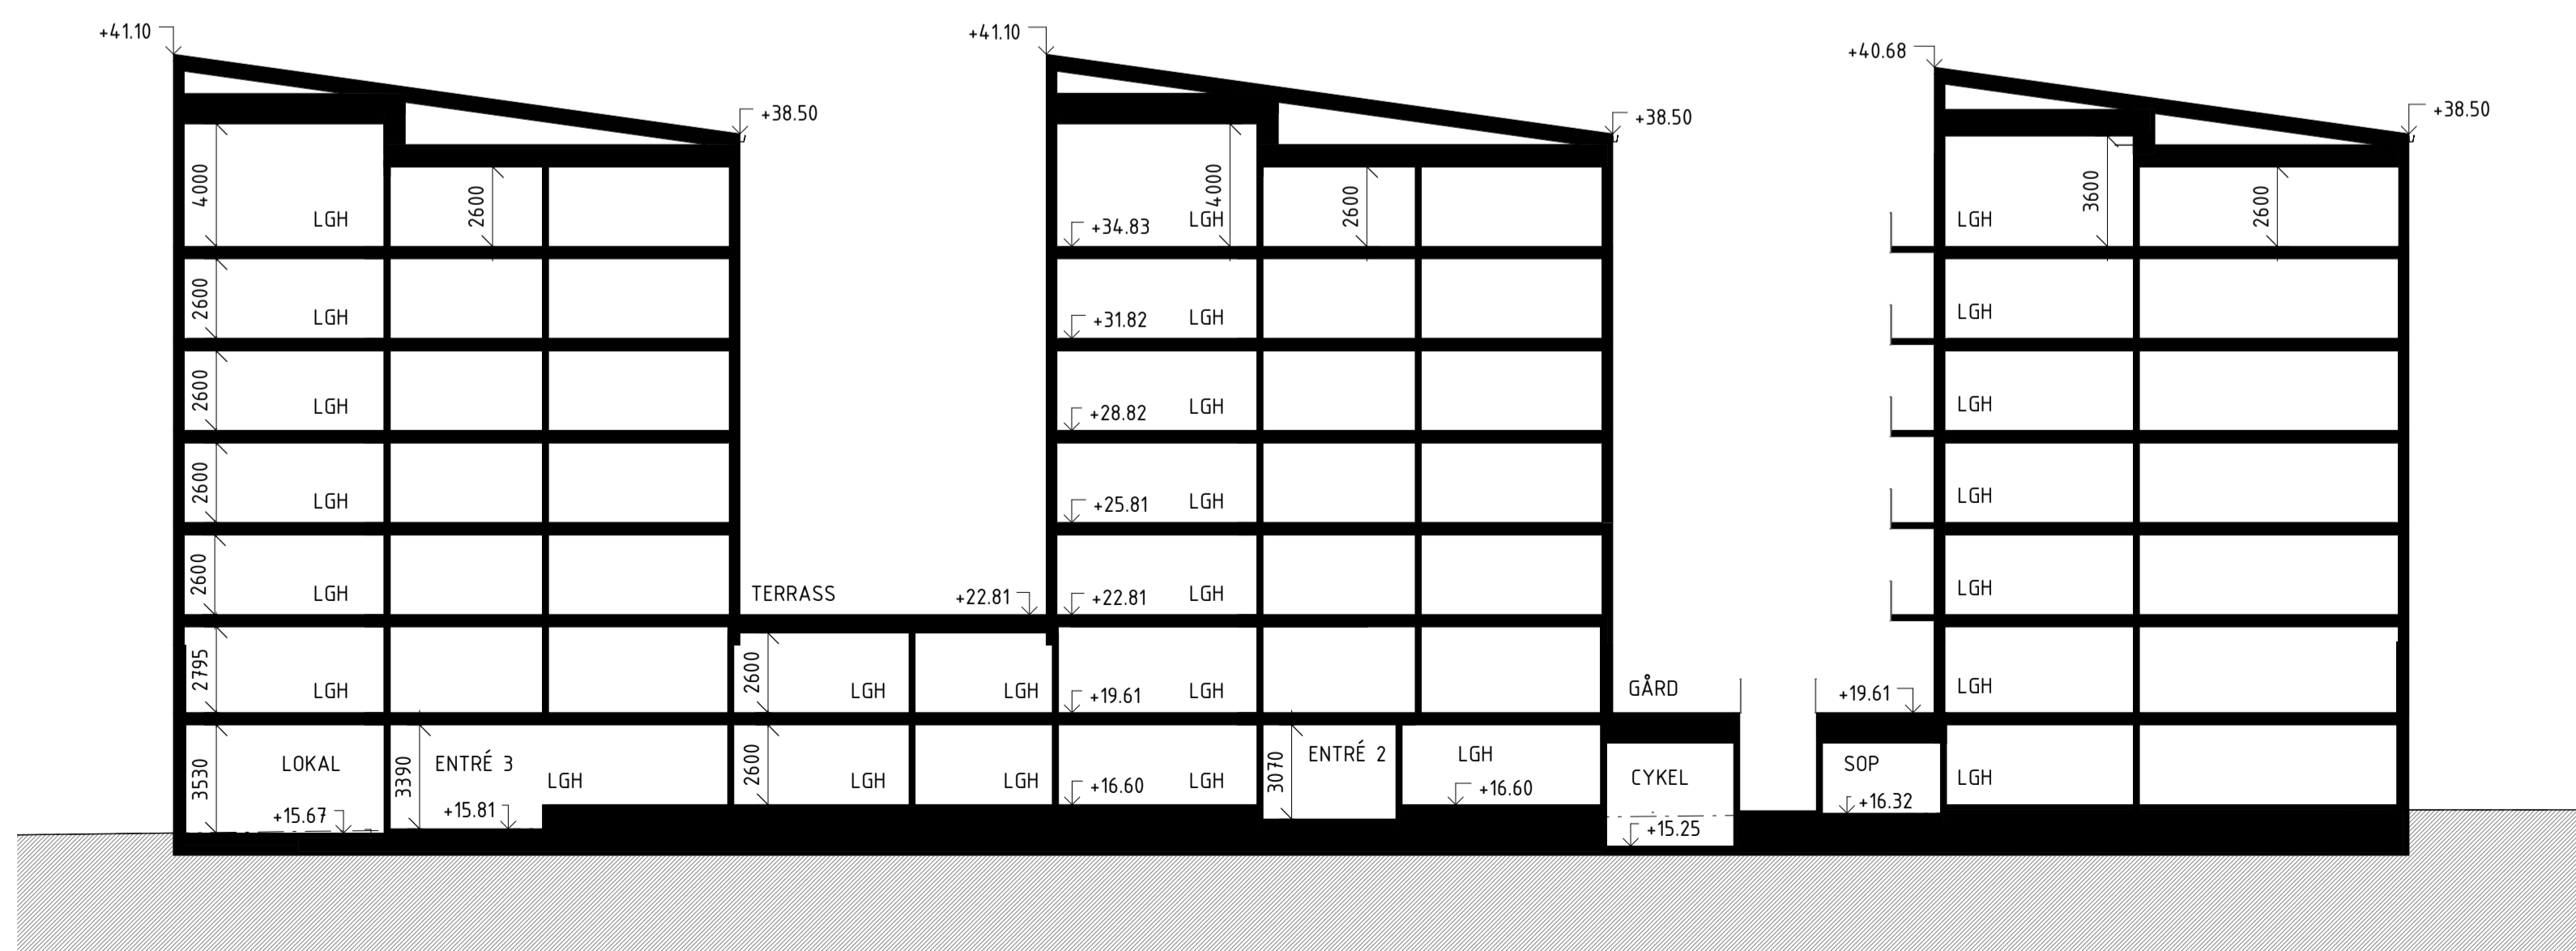 +41.10
+41.10
+40.68
+38.50
+38.50
+38.50
4000
LGH
2600
+34.83
LGH
4000
2600
LGH
3600
2600
2600
LGH
+31.82
LGH
LGH
2600
LGH
+28.82
LGH
LGH
2600
LGH
+25.81
LGH
LGH
2600
LGH
TERRASS
+22.81
+22.81
LGH
LGH
2795
LGH
2600
LGH
LGH
+19.61
LGH
GÅRD
+19.61
LGH
3530
LOKAL
+15.67
3390
ENTRÉ 3
+15.81
LGH
2600
LGH
LGH
+16.60
LGH
3070
ENTRÉ 2
LGH
+16.60
CYKEL
+15.25
SOP
+16.32
LGH